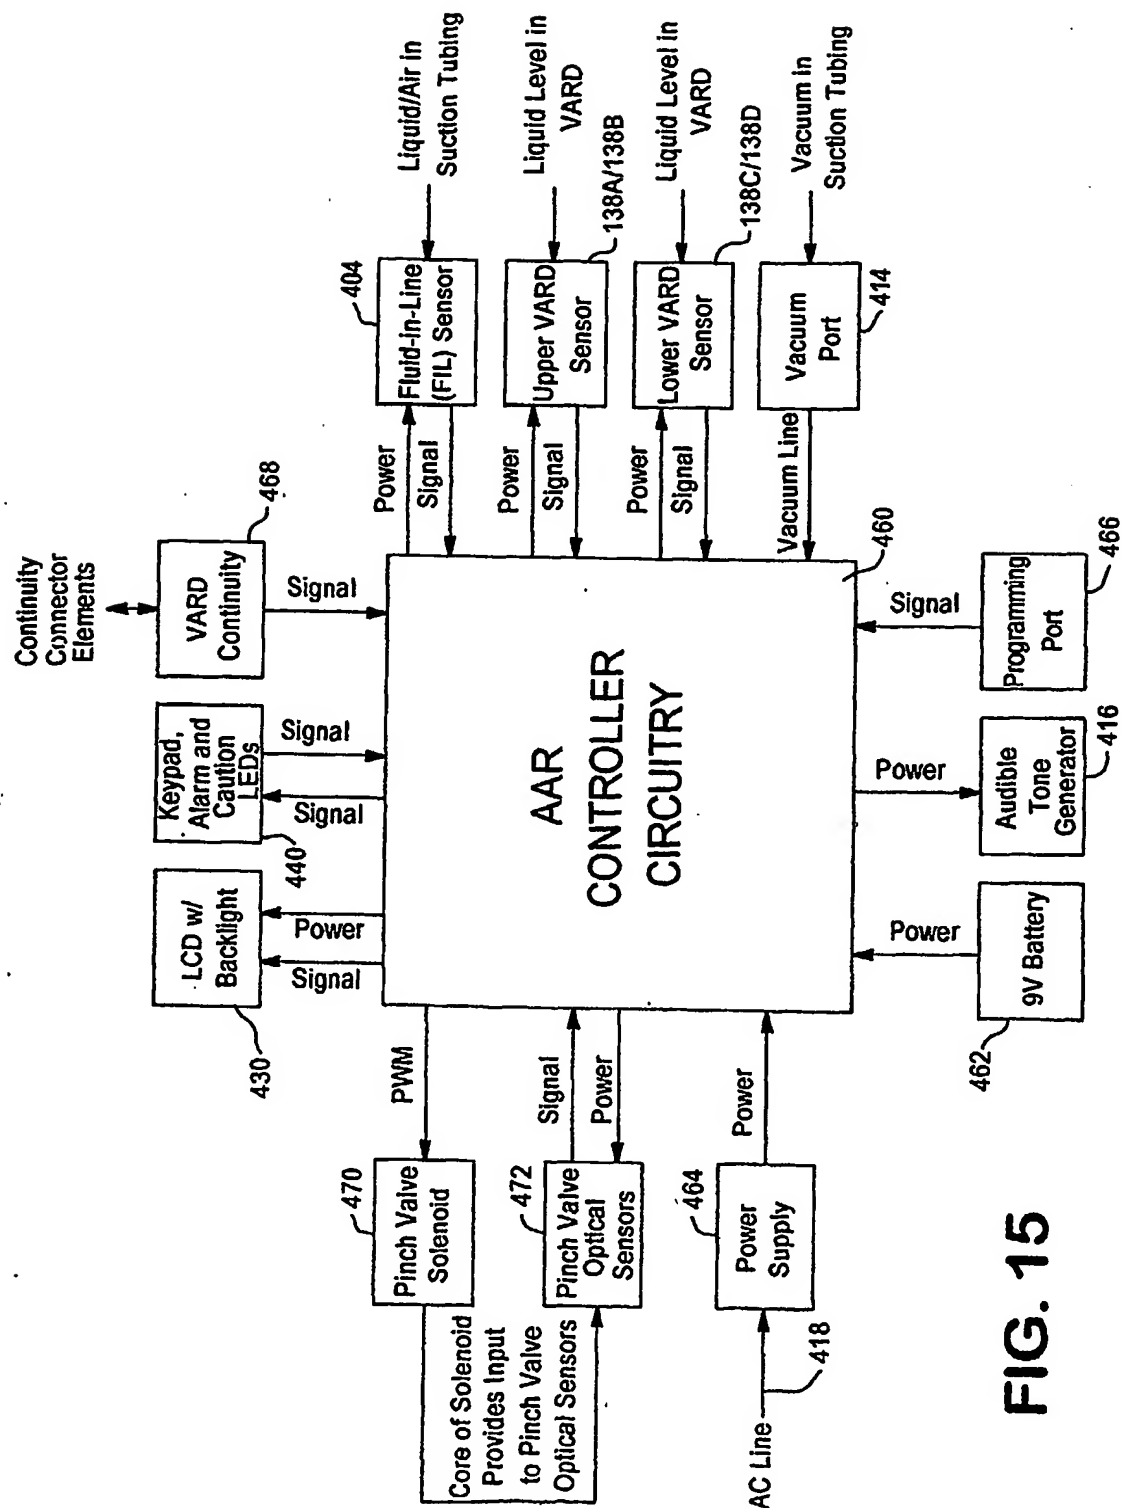 Continuity
Connector
Elements
LCD w/
Backlight
430
Keypad,
Alarm and
Caution
LEDs
440
VARD
Continuity
468
Signal
Power
Signal
Signal
Signal
Pinch Valve
Solenoid
470
PWM
Core of Solenoid
Provides Input
to Pinch Valve
Optical Sensors
Pinch Valve
Optical
Sensors
472
Signal
Power
AC Line
418
Power
Supply
464
Power
AAR
CONTROLLER
CIRCUITRY
460
Power
Signal
Fluid-in-Line
(FIL) Sensor
404
Liquid/Air in
Suction Tubing
Power
Signal
Upper VARD
Sensor
138A/138B
Liquid Level in
VARD
Power
Signal
Lower VARD
Sensor
138C/138D
Liquid Level in
VARD
Vacuum Line
Vacuum
Port
414
Vacuum in
Suction Tubing
Power
9V Battery
462
Power
Audible
Tone
Generator
416
Signal
Programming
Port
466
FIG. 15